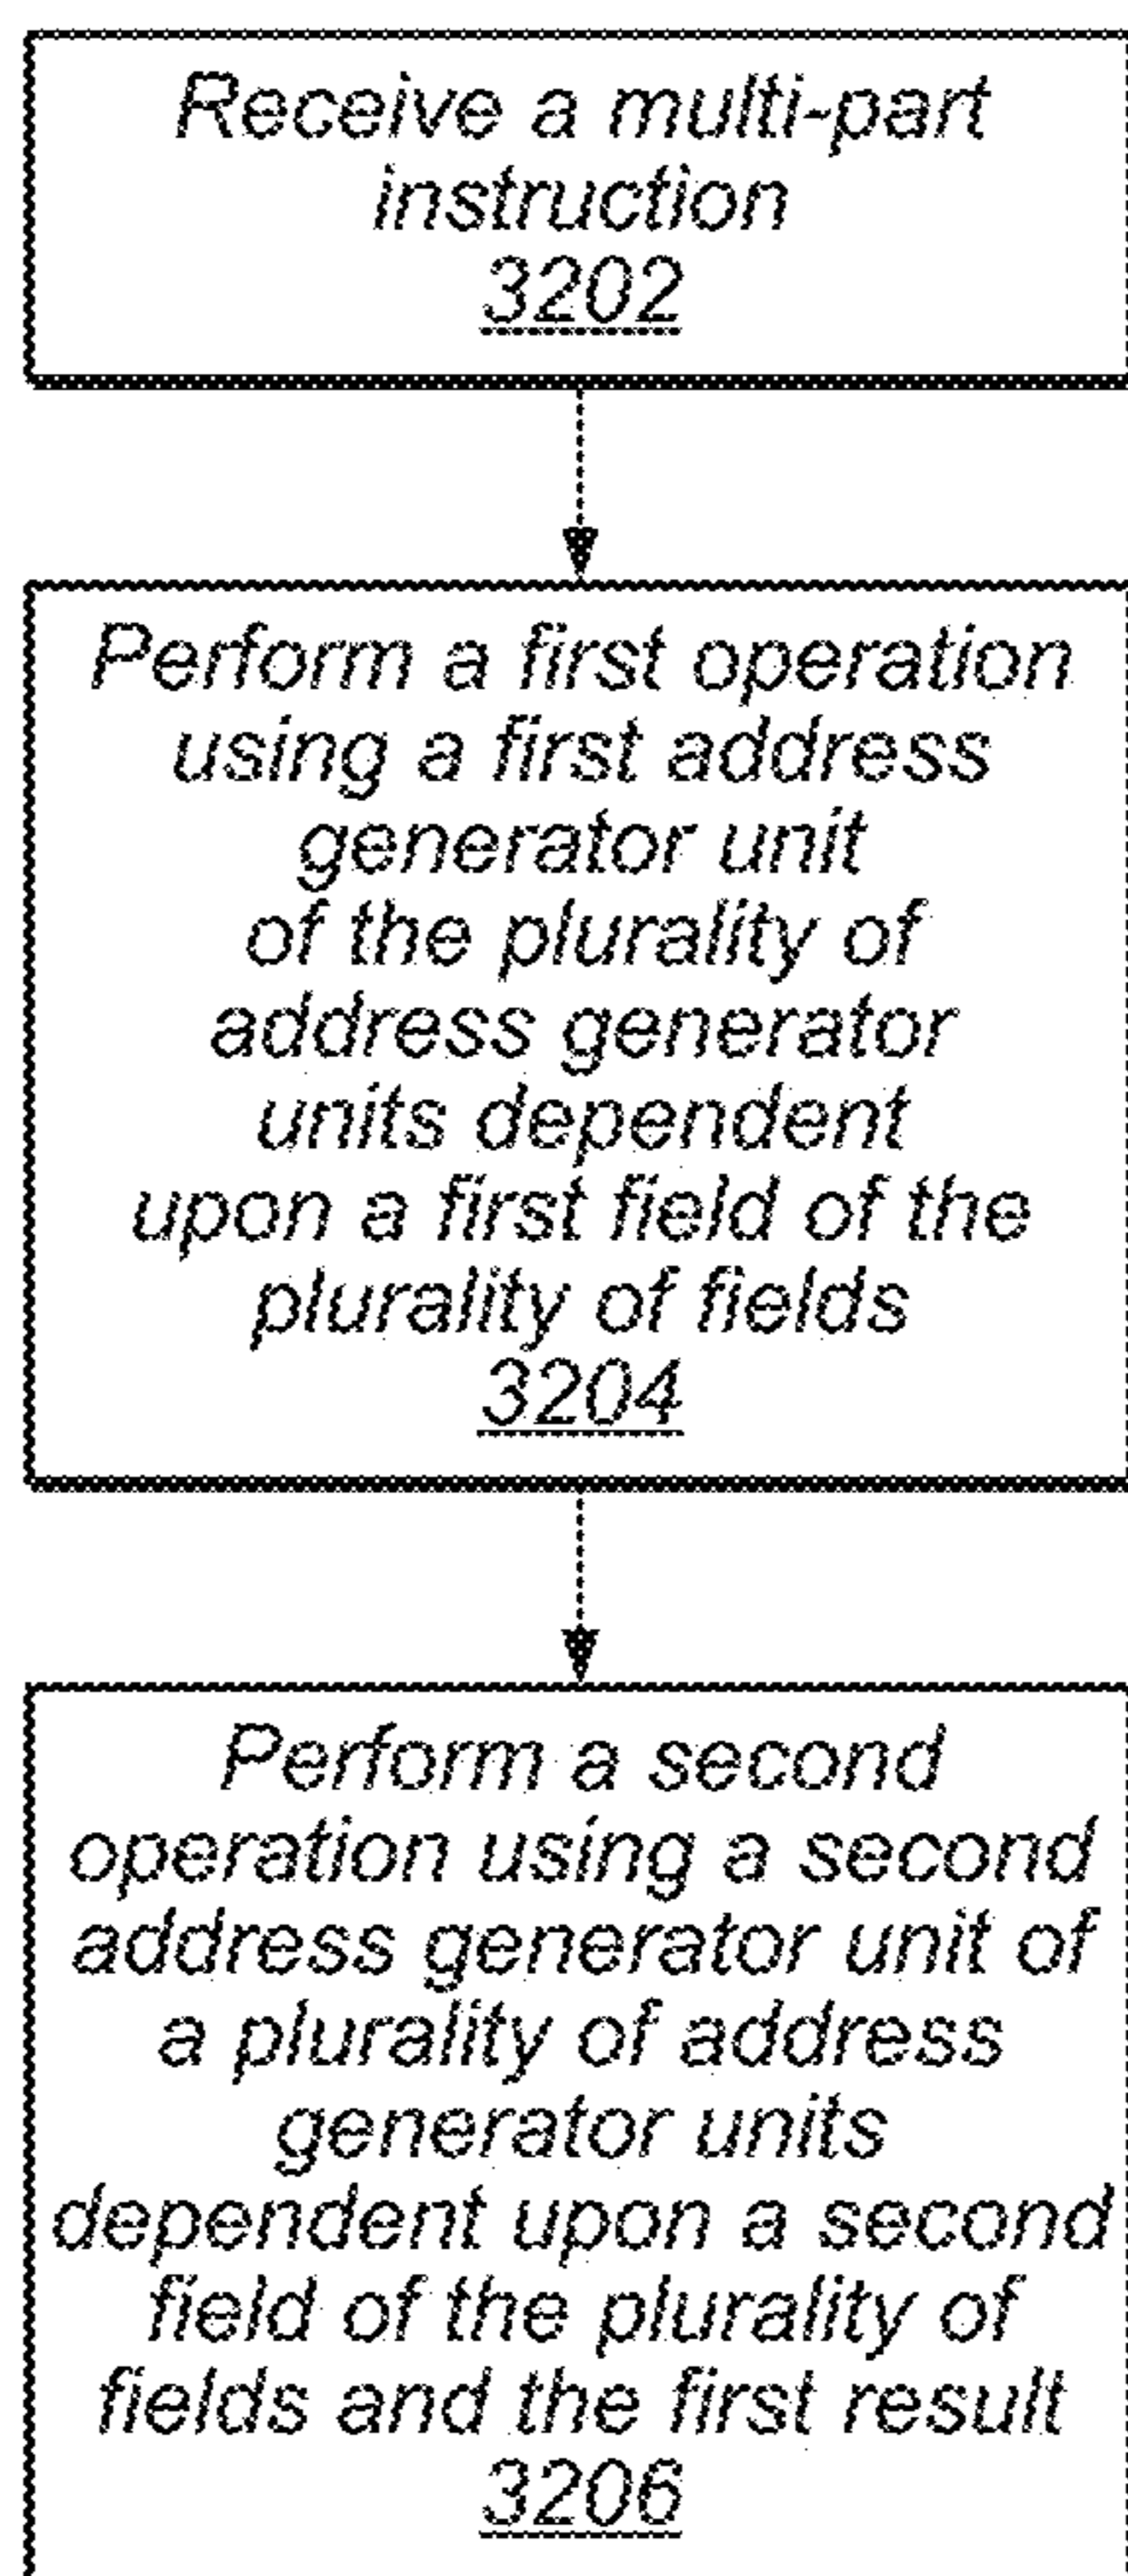 Receive a multi-part
instruction
3202
Perform a first operation
using a first address
generator unit
of the plurality of
address generator
units dependent
upon a first field of the
plurality of fields
3204
Perform a second
operation using a second
address generator unit of
a plurality of address
generator units
dependent upon a second
field of the plurality of
fields and the first result
3206